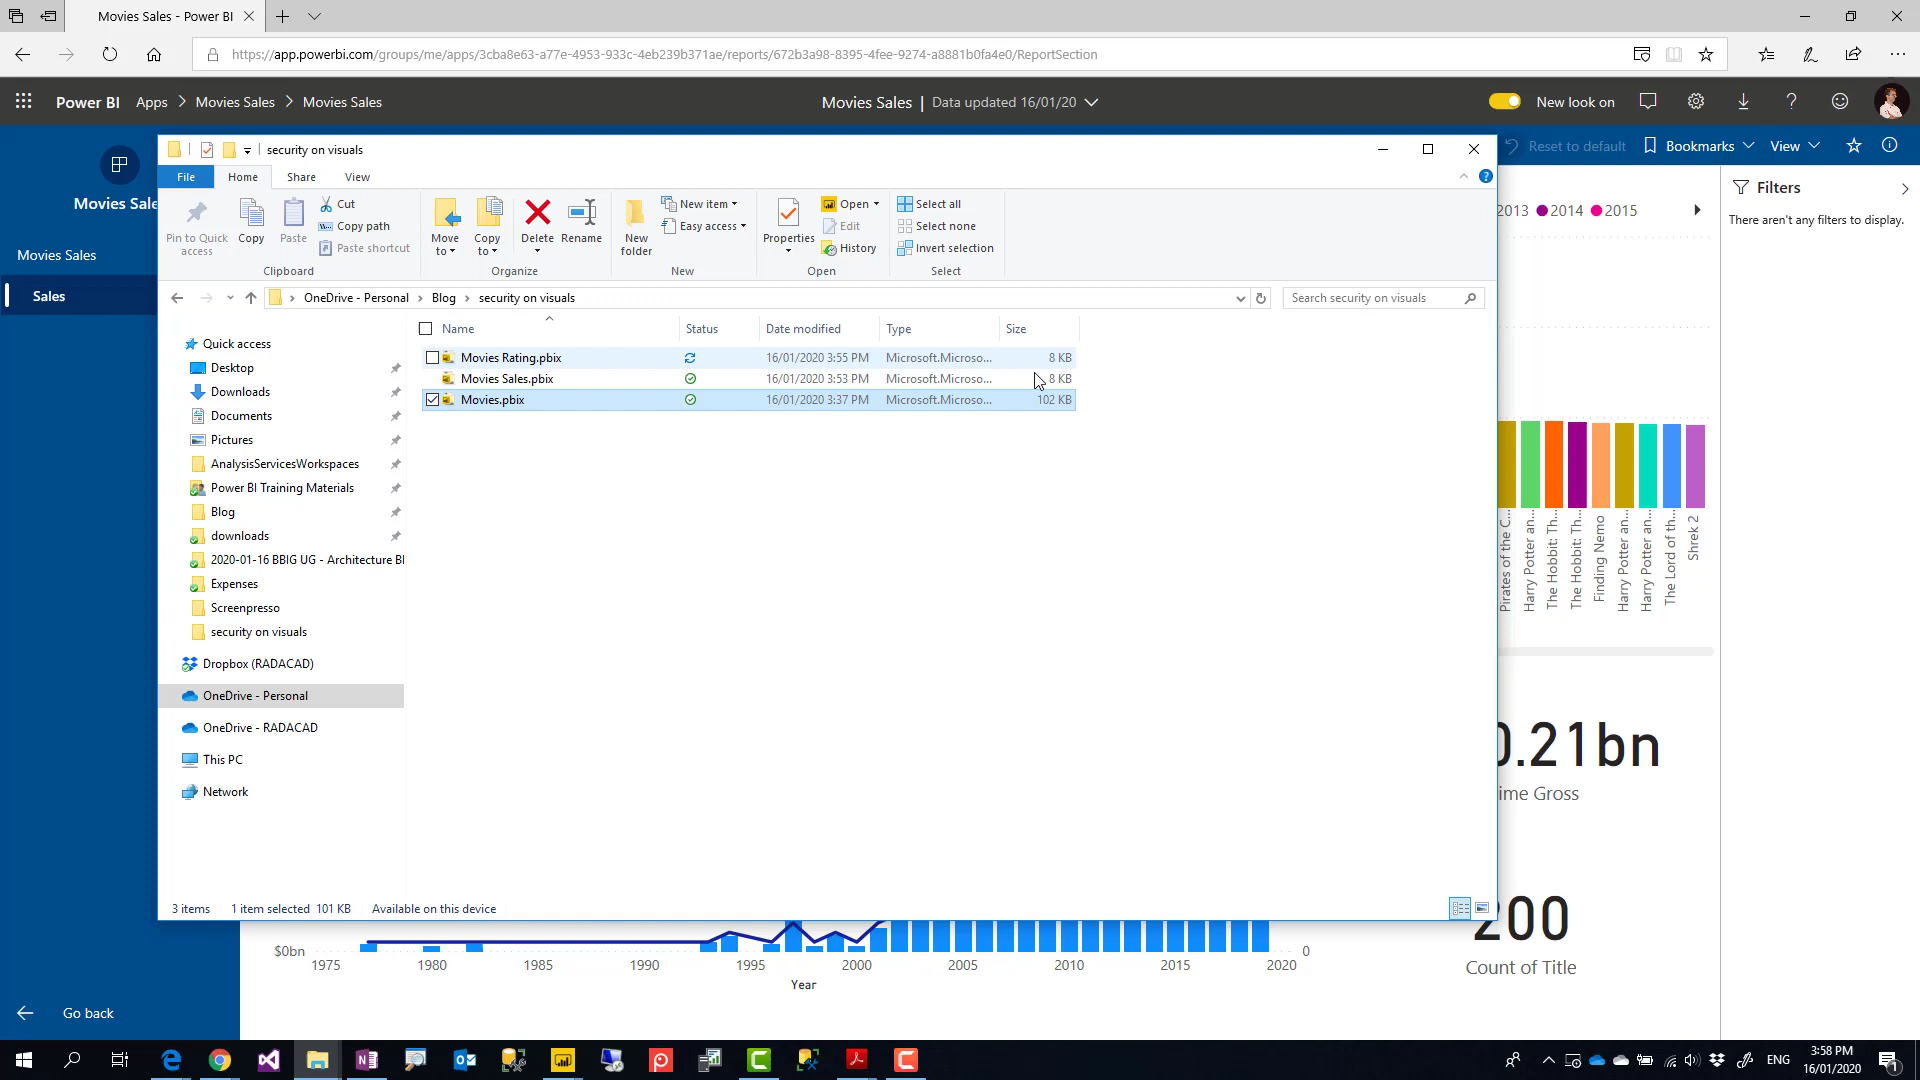 Movies Sales - Power BI
https://app.powerbi.com/groups/me/apps/3cba8e63-a77e-4953-933c-4eb239b371ae/reports/672b3a98-8395-4fee-9274-a8881b0fa4e0/ReportSection
Power BI Apps > Movies Sales > Movies Sales
Movies Sales | Data updated 16/01/20
New look on
Reset to default
Bookmarks
View
Movies Sale
Movies Sales
Sales
Go back
security on visuals
File
Home
Share
View
Pin to Quick access
Copy
Paste
Cut
Copy path
Paste shortcut
Clipboard
Move to
Copy to
Delete
Rename
Organize
New folder
New item
Easy access
New
Properties
Open
Edit
History
Open
Select all
Select none
Invert selection
Select
OneDrive - Personal > Blog > security on visuals
Search security on visuals
Name Status Date modified Type Size
Movies Rating.pbix 16/01/2020 3:55 PM Microsoft.Microso... 8 KB
Movies Sales.pbix 16/01/2020 3:53 PM Microsoft.Microso... 8 KB
Movies.pbix 16/01/2020 3:37 PM Microsoft.Microso... 102 KB
Quick access
Desktop
Downloads
Documents
Pictures
AnalysisServicesWorkspaces
Power BI Training Materials
Blog
downloads
2020-01-16 BBIG UG - Architecture BI
Expenses
Screenpresso
security on visuals
Dropbox (RADACAD)
OneDrive - Personal
OneDrive - RADACAD
This PC
Network
3 items 1 item selected 101 KB Available on this device
2013 2014 2015
Filters
There aren't any filters to display.
Pirates of the C...
Harry Potter an...
The Hobbit: Th...
The Hobbit: Th...
Finding Nemo
Harry Potter an...
Harry Potter an...
The Lord of th...
Shrek 2
0.21bn
ime Gross
200
Count of Title
$0bn
0
1975 1980 1985 1990 1995 2000 2005 2010 2015 2020
Year
ENG
3:58 PM
16/01/2020
1